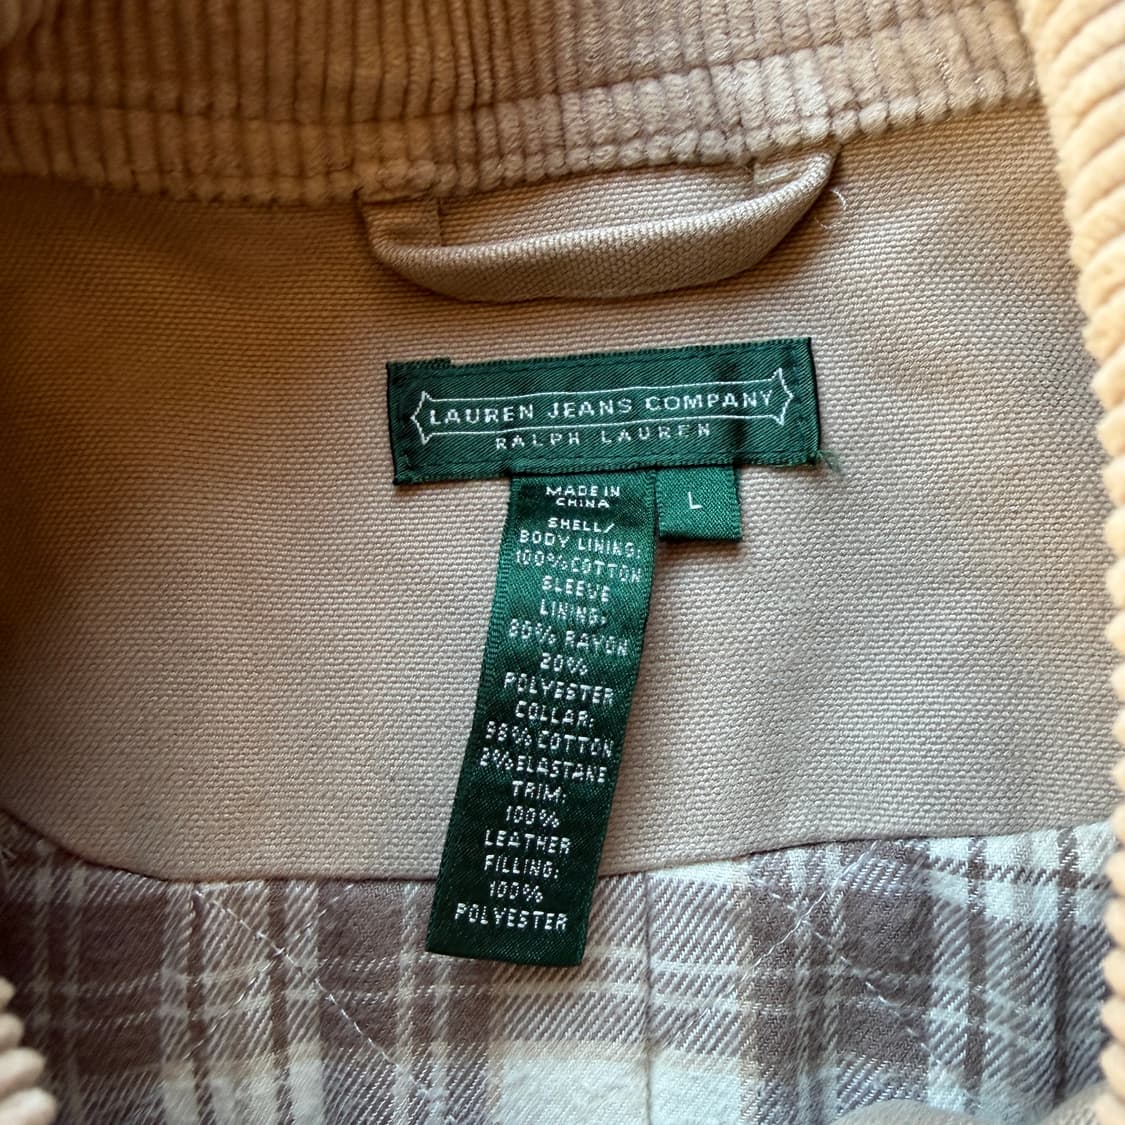 LAUREN JEANS COMPANY
RALPH LAUREN
L
MADE IN
CHINA
SHELL/
BODY LINING:
100% COTTON
SLEEVE
LINING:
80% RAYON
20%
POLYESTER
COLLAR:
98% COTTON
2% ELASTANE
TRIM:
100%
LEATHER
FILLING:
100%
POLYESTER